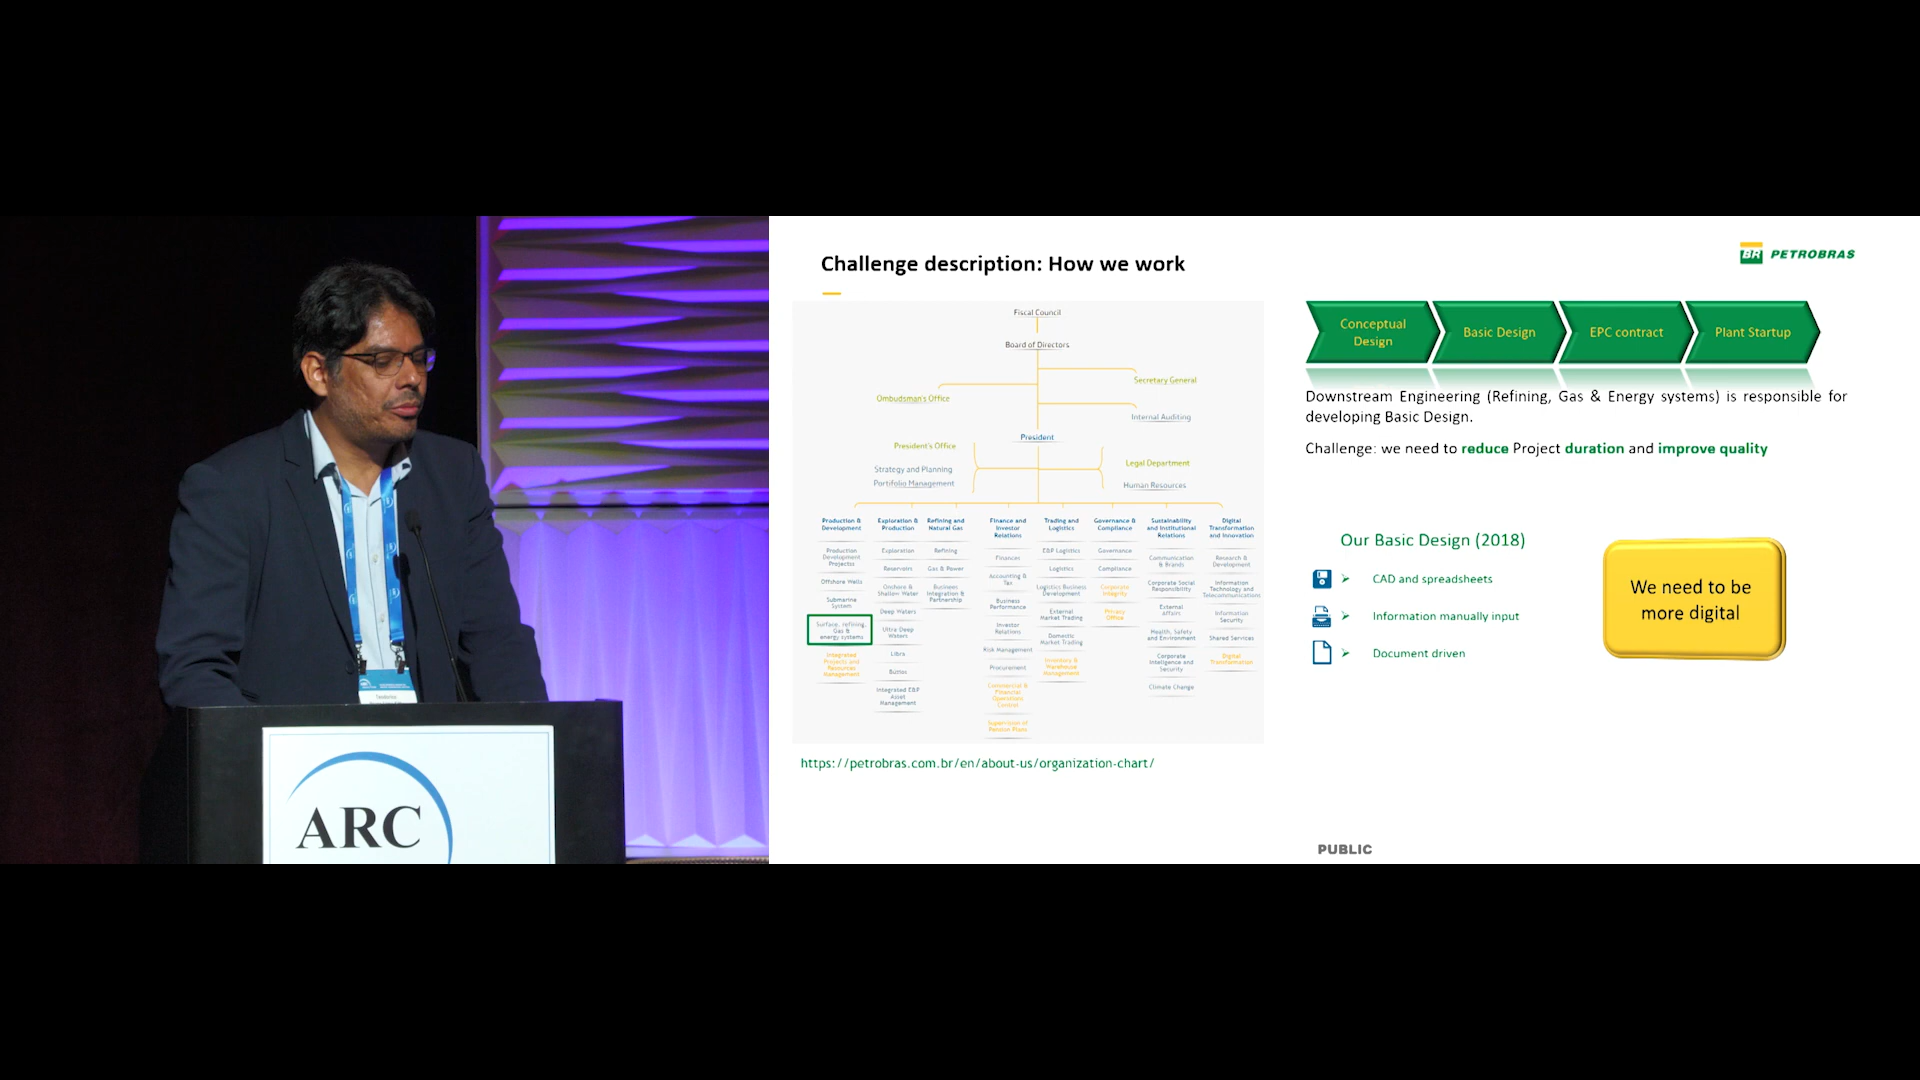 ARC
Challenge description: How we work
BR PETROBRAS
Fiscal Council
Board of Directors
Secretary General
Ombudsman's Office
Internal Auditing
President
President's Office
Strategy and Planning
Portifolio Management
Legal Department
Human Resources
Production &
Development
Production
Development
Projectos
Offshore Wells
Submarine
System
Surface, refining,
Gas &
energy systems
Integrated
Projects and
Resources
Management
Exploration &
Production
Exploration
Reservoirs
Onshore &
Shallow Water
Deep Waters
Ultra Deep
Waters
Libra
Búzios
Integrated E&P
Asset
Management
Refining and
Natural Gas
Refining
Gas & Power
Business
Integration &
Partnership
Finance and
Investor
Relations
Finances
Accounting &
Tax
Business
Performance
Investor
Relations
Risk Management
Procurement
Commercial &
Financial
Operations
Control
Supervision of
Pension Plans
Trading and
Logistics
E&P Logistics
Logistics
Logistics Business
Development
External
Market Trading
Domestic
Market Trading
Inventory &
Warehouse
Management
Governance &
Compliance
Governance
Compliance
Corporate
Integrity
Privacy
Office
Sustainability
and Institutional
Relations
Communication
& Brands
Corporate Social
Responsibility
External
Affairs
Health, Safety
and Environment
Corporate
Intelligence and
Security
Climate Change
Digital
Transformation
and Innovation
Research &
Development
Information
Technology and
Telecommunications
Information
Security
Shared Services
Digital
Transformation
https://petrobras.com.br/en/about-us/organization-chart/
Conceptual
Design
Basic Design
EPC contract
Plant Startup
Downstream Engineering (Refining, Gas & Energy systems) is responsible for
developing Basic Design.
Challenge: we need to reduce Project duration and improve quality
Our Basic Design (2018)
CAD and spreadsheets
Information manually input
Document driven
We need to be
more digital
PUBLIC